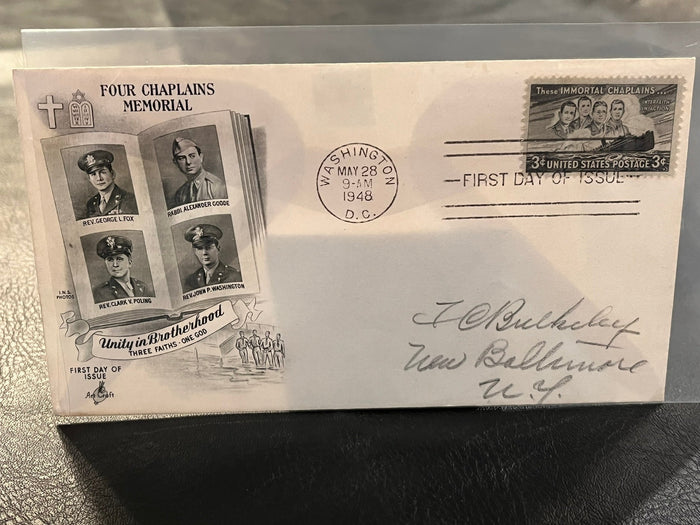 FOUR CHAPLAINS
MEMORIAL
REV. GEORGE L. FOX
RABBI ALEXANDER GOODE
REV. CLARK V. POLING
REV. JOHN P. WASHINGTON
I.N.S.
PHOTOS
Unity in Brotherhood
THREE FAITHS - ONE GOD
FIRST DAY OF
ISSUE
Art Craft
WASHINGTON
MAY 28
9-AM
1948
D.C.
These IMMORTAL CHAPLAINS...
INTERFAITH
IN ACTION
3¢ UNITED STATES POSTAGE 3¢
FIRST DAY OF ISSUE
J C Bulkeley
New Baltimore
N.Y.